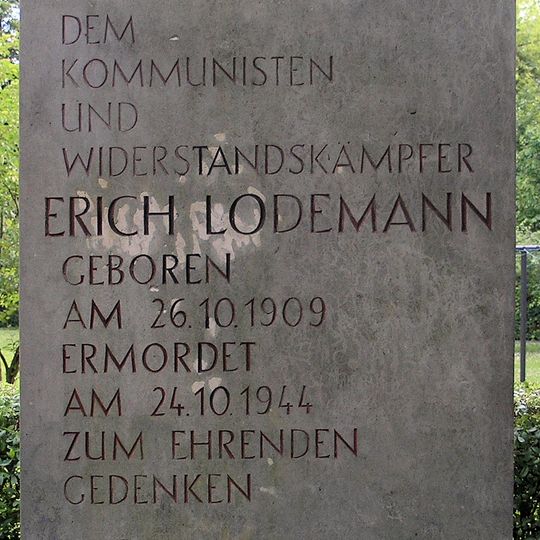 DEM
KOMMUNISTEN
UND
WIDERSTANDSKÄMPFER
ERICH LODEMANN
GEBOREN
AM 26.10.1909
ERMORDET
AM 24.10.1944
ZUM EHRENDEN
GEDENKEN